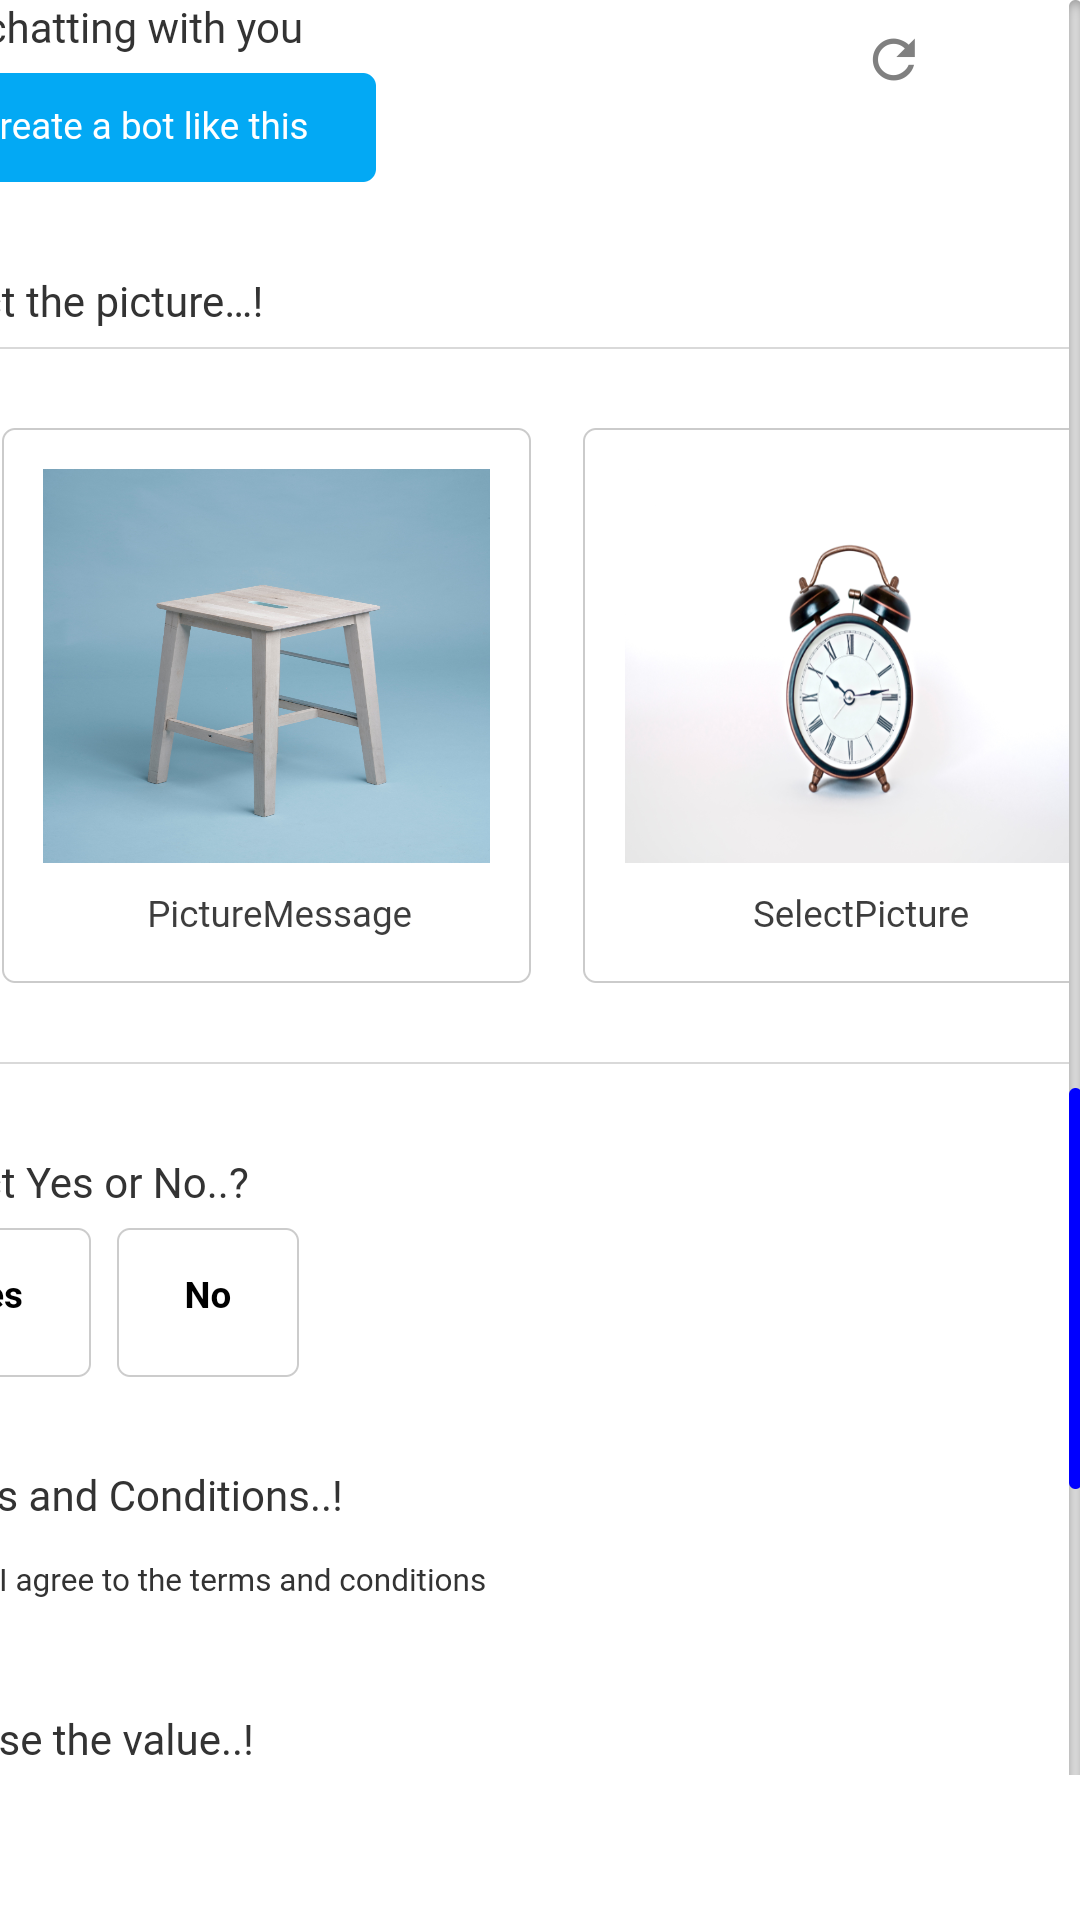 chatting with you
reate a bot like this
t the picture...!
PictureMessage
SelectPicture
t Yes or No..?
es
No
s and Conditions..!
I agree to the terms and conditions
se the value..!